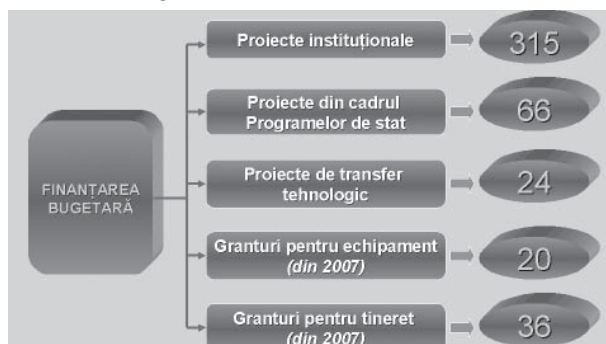 FINANȚAREA
BUGETARĂ
Proiecte instituționale
315
Proiecte din cadrul
Programelor de stat
66
Proiecte de transfer
tehnologic
24
Granturi pentru echipament
(din 2007)
20
Granturi pentru tineret
(din 2007)
36